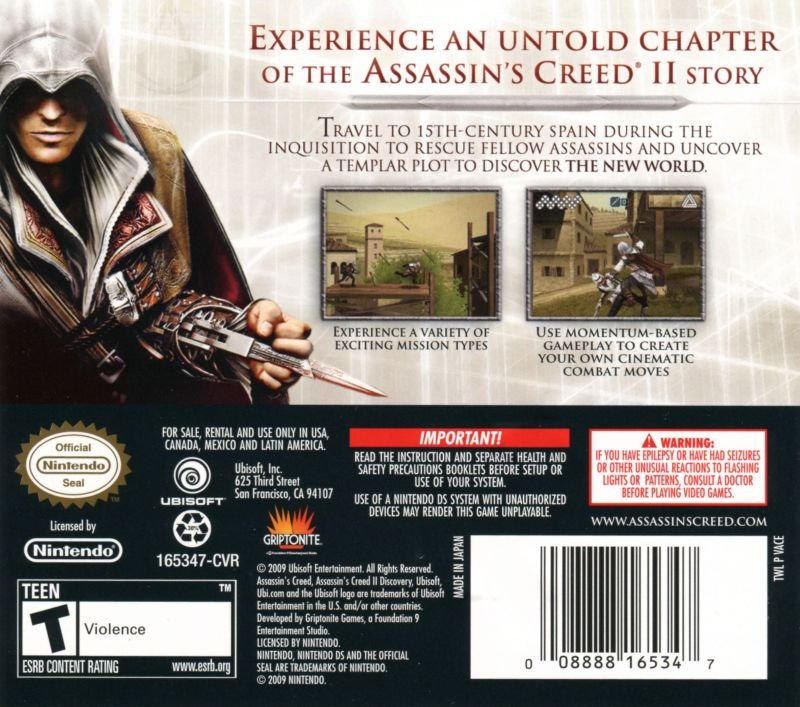 EXPERIENCE AN UNTOLD CHAPTER
OF THE ASSASSIN'S CREED® II STORY
TRAVEL TO 15TH-CENTURY SPAIN DURING THE
INQUISITION TO RESCUE FELLOW ASSASSINS AND UNCOVER
A TEMPLAR PLOT TO DISCOVER THE NEW WORLD.
EXPERIENCE A VARIETY OF
EXCITING MISSION TYPES
USE MOMENTUM-BASED
GAMEPLAY TO CREATE
YOUR OWN CINEMATIC
COMBAT MOVES
Official
Nintendo
Seal
TM
Licensed by
Nintendo®
FOR SALE, RENTAL AND USE ONLY IN USA,
CANADA, MEXICO AND LATIN AMERICA.
UBISOFT
Ubisoft, Inc.
625 Third Street
San Francisco, CA 94107
165347-CVR
GRIPTONITE
IMPORTANT!
READ THE INSTRUCTION AND SEPARATE HEALTH AND
SAFETY PRECAUTIONS BOOKLETS BEFORE SETUP OR
USE OF YOUR SYSTEM.
USE OF A NINTENDO DS SYSTEM WITH UNAUTHORIZED
DEVICES MAY RENDER THIS GAME UNPLAYABLE.
WARNING:
IF YOU HAVE EPILEPSY OR HAVE HAD SEIZURES
OR OTHER UNUSUAL REACTIONS TO FLASHING
LIGHTS OR PATTERNS, CONSULT A DOCTOR
BEFORE PLAYING VIDEO GAMES.
WWW.ASSASSINSCREED.COM
TEEN
TM
T
Violence
ESRB CONTENT RATING
www.esrb.org
© 2009 Ubisoft Entertainment. All Rights Reserved.
Assassin's Creed, Assassin's Creed II Discovery, Ubisoft,
Ubi.com and the Ubisoft logo are trademarks of Ubisoft
Entertainment in the U.S. and/or other countries.
Developed by Griptonite Games, a Foundation 9
Entertainment Studio.
LICENSED BY NINTENDO.
NINTENDO, NINTENDO DS AND THE OFFICIAL
SEAL ARE TRADEMARKS OF NINTENDO.
© 2009 NINTENDO.
MADE IN JAPAN
0 08888 16534 7
TWL P VACE